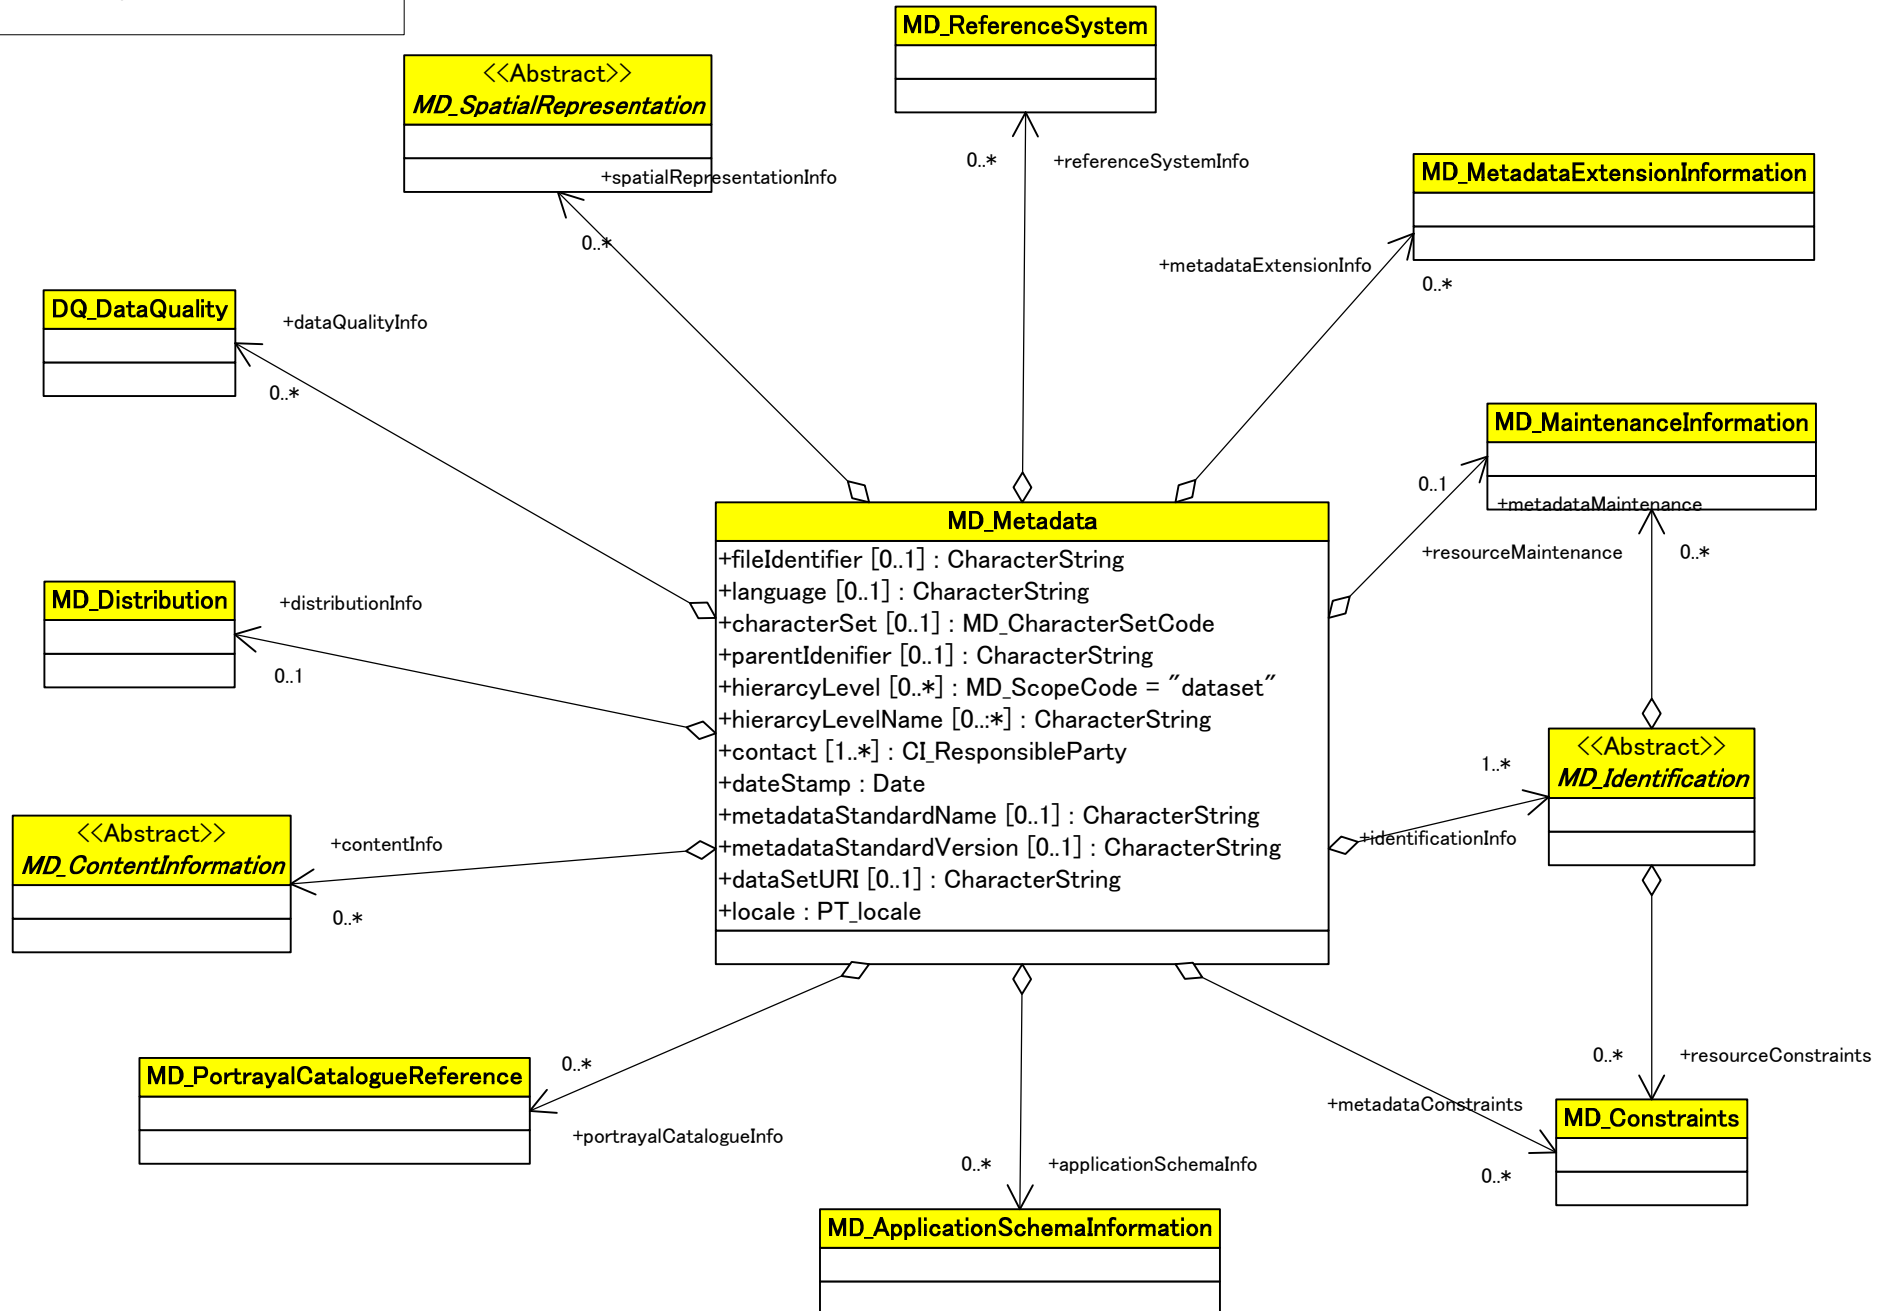 MD_ReferenceSystem
<<Abstract>>
MD_SpatialRepresentation
0..*
+referenceSystemInfo
+spatialRepresentationInfo
MD_MetadataExtensionInformation
0..*
+metadataExtensionInfo
0..*
DQ_DataQuality
+dataQualityInfo
0..*
MD_MaintenanceInformation
0..1
+metadataMaintenance
+resourceMaintenance
0..*
MD_Metadata
+fileIdentifier [0..1] : CharacterString
+language [0..1] : CharacterString
+characterSet [0..1] : MD_CharacterSetCode
+parentIdenifier [0..1] : CharacterString
+hierarcyLevel [0..*] : MD_ScopeCode = "dataset"
+hierarcyLevelName [0..:*] : CharacterString
+contact [1..*] : CI_ResponsibleParty
+dateStamp : Date
+metadataStandardName [0..1] : CharacterString
+metadataStandardVersion [0..1] : CharacterString
+dataSetURI [0..1] : CharacterString
+locale : PT_locale
MD_Distribution
+distributionInfo
0..1
<<Abstract>>
MD_Identification
1..*
+identificationInfo
<<Abstract>>
MD_ContentInformation
+contentInfo
0..*
MD_PortrayalCatalogueReference
0..*
+portrayalCatalogueInfo
0..*
+resourceConstraints
+metadataConstraints
MD_Constraints
0..*
0..*
+applicationSchemaInfo
MD_ApplicationSchemaInformation